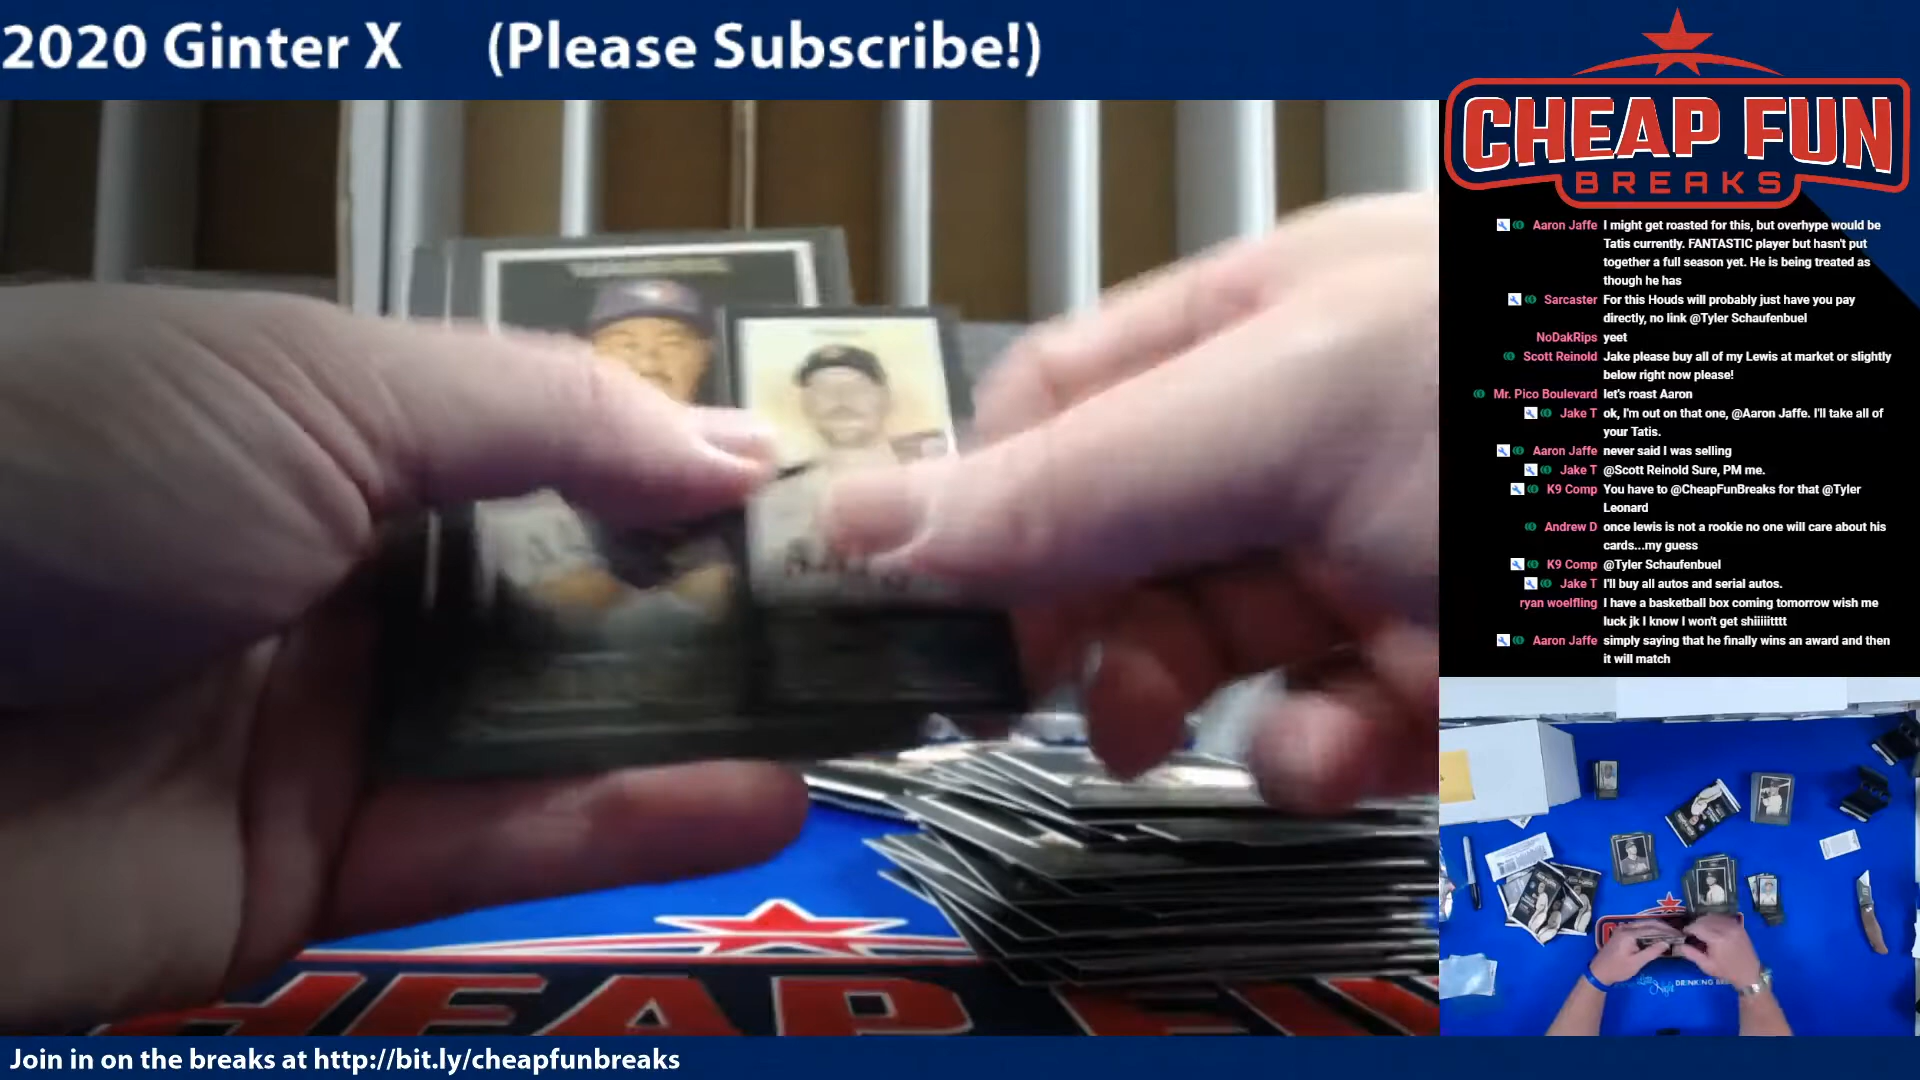 2020 Ginter X (Please Subscribe!)
CHEAP FUN
BREAKS
Aaron Jaffe I might get roasted for this, but overhype would be
Tatis currently. FANTASTIC player but hasn't put
together a full season yet. He is being treated as
though he has
Sarcaster For this Houds will probably just have you pay
directly, no link @Tyler Schaufenbuel
NoDakRips yeet
Scott Reinold Jake please buy all of my Lewis at market or slightly
below right now please!
Mr. Pico Boulevard let's roast Aaron
Jake T ok, I'm out on that one, @Aaron Jaffe. I'll take all of
your Tatis.
Aaron Jaffe never said I was selling
Jake T @Scott Reinold Sure, PM me.
K9 Comp You have to @CheapFunBreaks for that @Tyler
Leonard
Andrew D once lewis is not a rookie no one will care about his
cards...my guess
K9 Comp @Tyler Schaufenbuel
Jake T I'll buy all autos and serial autos.
ryan woelfling I have a basketball box coming tomorrow wish me
luck jk I know I won't get shiiiiitttt
Aaron Jaffe simply saying that he finally wins an award and then
it will match
HEAP FU
Join in on the breaks at http://bit.ly/cheapfunbreaks